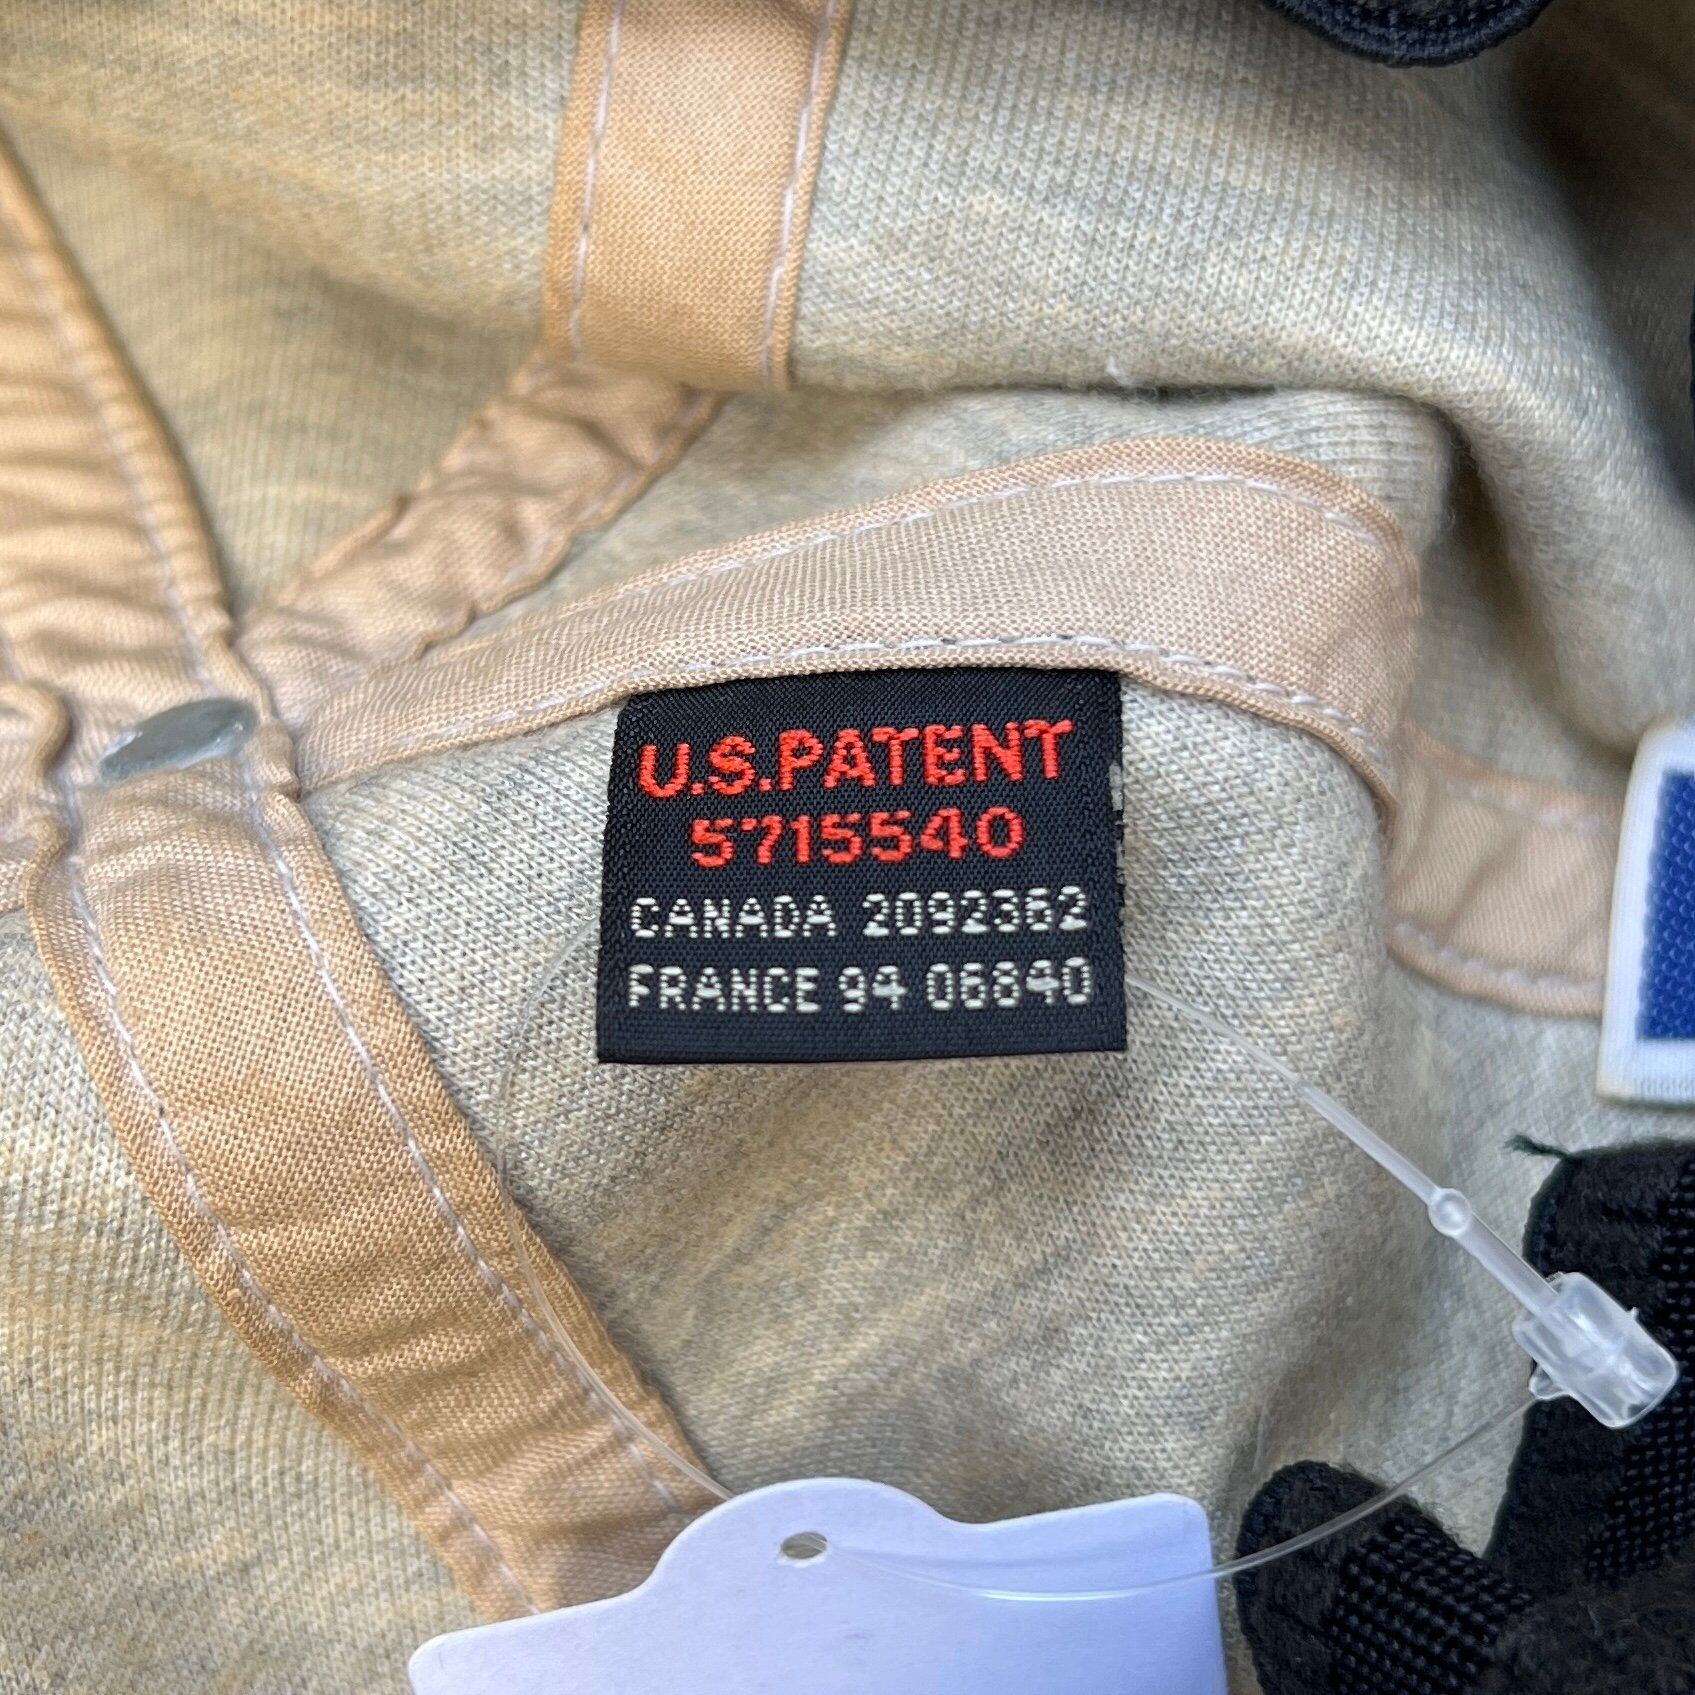 U.S.PATENT
5715540
CANADA 2092362
FRANCE 94 06840